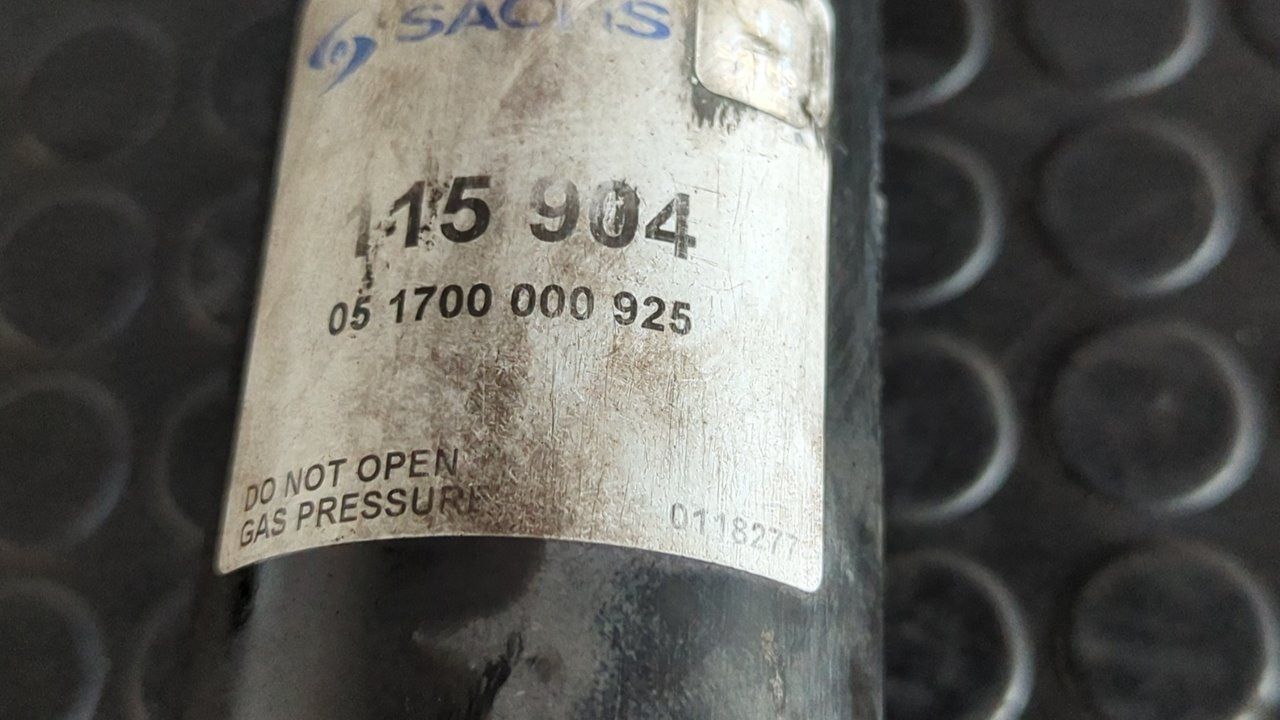 SACHS
115 904
05 1700 000 925
DO NOT OPEN
GAS PRESSURE
0118277